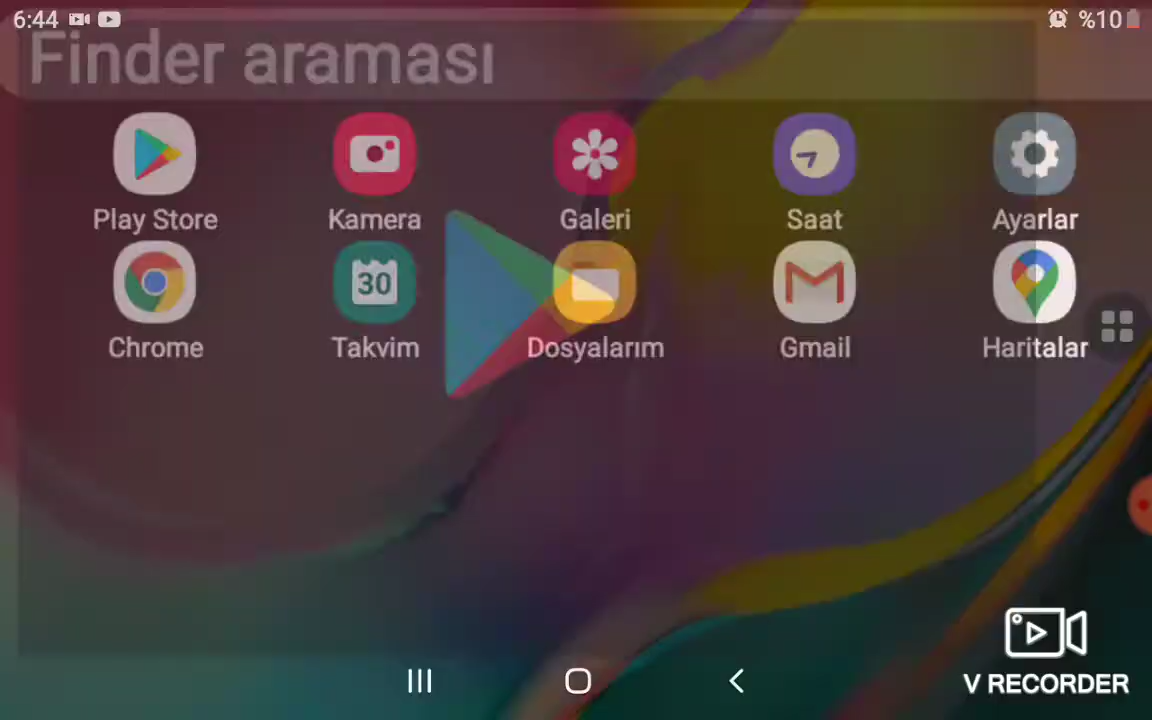 6:44 %10
Finder araması
Play Store Kamera Galeri Saat Ayarlar
30
Chrome Takvim Dosyalarım Gmail Haritalar
V RECORDER